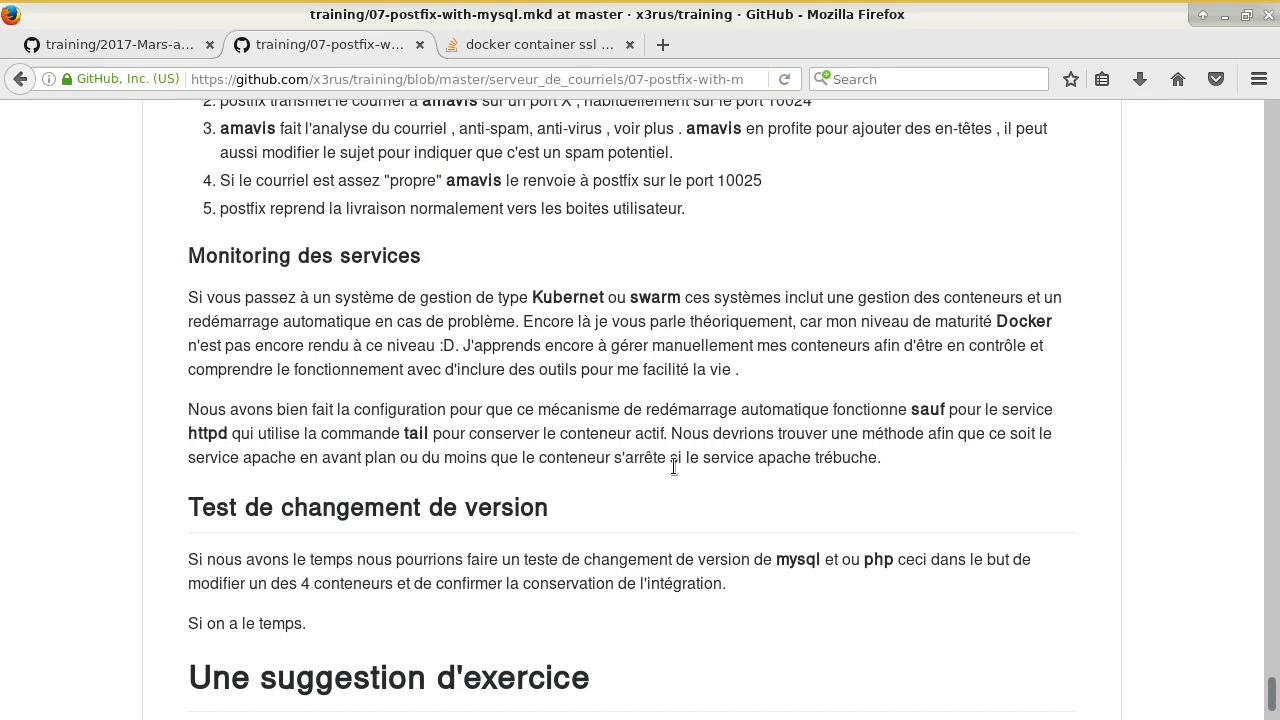 training/07-postfix-with-mysql.mkd at master · x3rus/training · GitHub - Mozilla Firefox
training/2017-Mars-a...
training/07-postfix-w...
docker container ssl ...
GitHub, Inc. (US)
https://github.com/x3rus/training/blob/master/serveur_de_courriels/07-postfix-with-m
Search
2. postfix transmet le courriel à amavis sur un port X , habituellement sur le port 10024
3. amavis fait l'analyse du courriel , anti-spam, anti-virus , voir plus . amavis en profite pour ajouter des en-têtes , il peut
aussi modifier le sujet pour indiquer que c'est un spam potentiel.
4. Si le courriel est assez "propre" amavis le renvoie à postfix sur le port 10025
5. postfix reprend la livraison normalement vers les boites utilisateur.
Monitoring des services
Si vous passez à un système de gestion de type Kubernet ou swarm ces systèmes inclut une gestion des conteneurs et un
redémarrage automatique en cas de problème. Encore là je vous parle théoriquement, car mon niveau de maturité Docker
n'est pas encore rendu à ce niveau :D. J'apprends encore à gérer manuellement mes conteneurs afin d'être en contrôle et
comprendre le fonctionnement avec d'inclure des outils pour me facilité la vie .
Nous avons bien fait la configuration pour que ce mécanisme de redémarrage automatique fonctionne sauf pour le service
httpd qui utilise la commande tail pour conserver le conteneur actif. Nous devrions trouver une méthode afin que ce soit le
service apache en avant plan ou du moins que le conteneur s'arrête si le service apache trébuche.
Test de changement de version
Si nous avons le temps nous pourrions faire un teste de changement de version de mysql et ou php ceci dans le but de
modifier un des 4 conteneurs et de confirmer la conservation de l'intégration.
Si on a le temps.
Une suggestion d'exercice